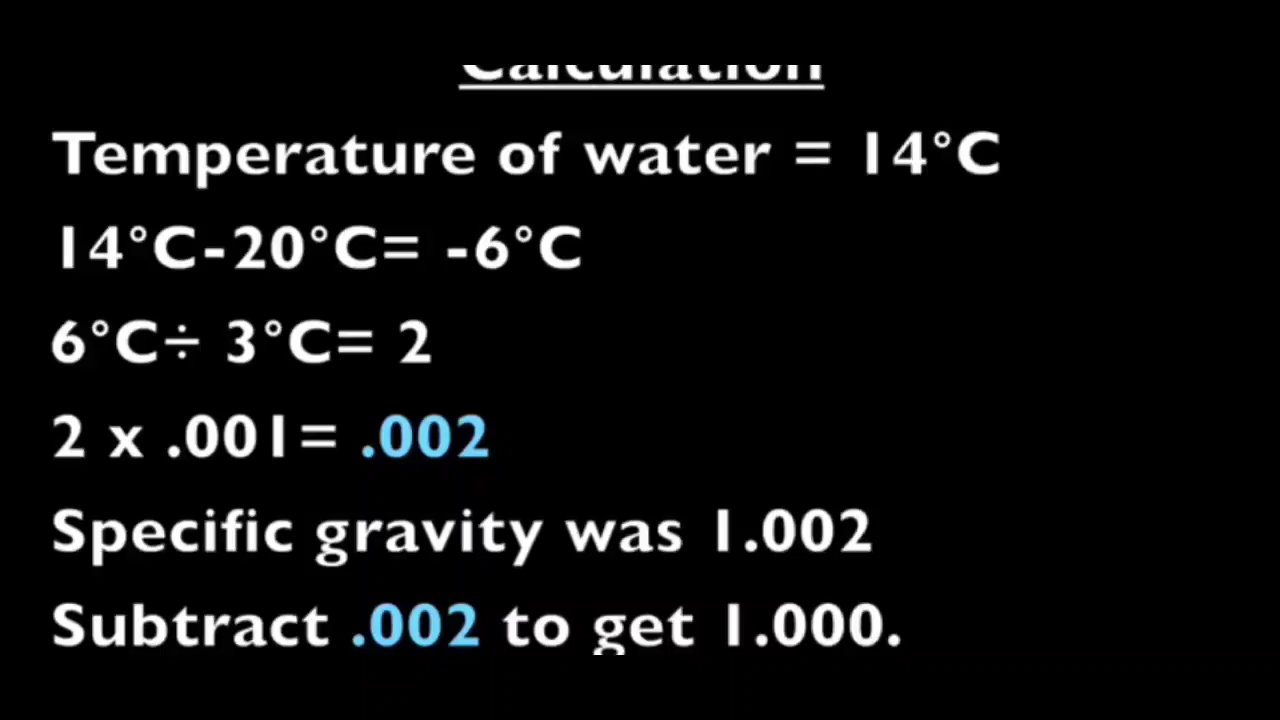 Calculation
Temperature of water = 14°C
14°C-20°C= -6°C
6°C÷ 3°C= 2
2 x .001= .002
Specific gravity was 1.002
Subtract .002 to get 1.000.